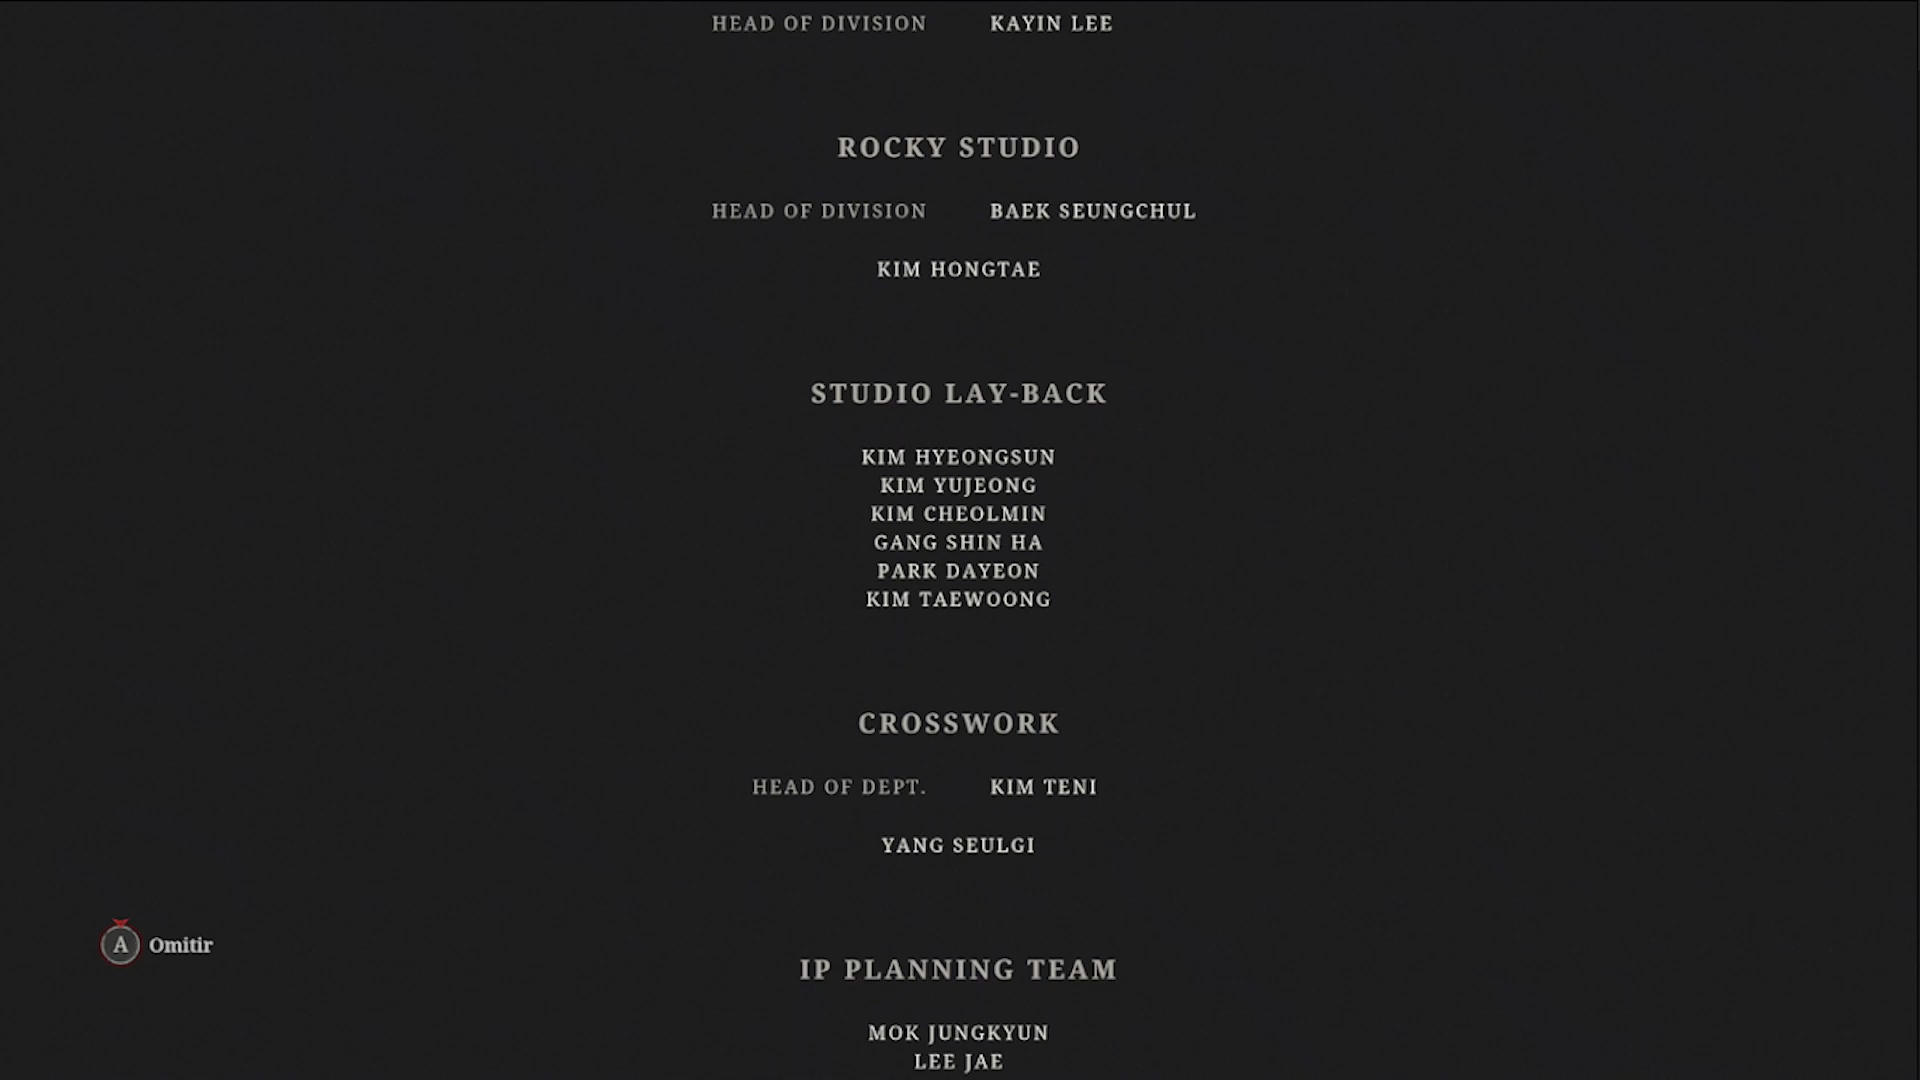 HEAD OF DIVISION KAYIN LEE
ROCKY STUDIO
HEAD OF DIVISION BAEK SEUNGCHUL
KIM HONGTAE
STUDIO LAY-BACK
KIM HYEONGSUN
KIM YUJEONG
KIM CHEOLMIN
GANG SHIN HA
PARK DAYEON
KIM TAEWOONG
CROSSWORK
HEAD OF DEPT. KIM TENI
YANG SEULGI
A Omitir
IP PLANNING TEAM
MOK JUNGKYUN
LEE JAE